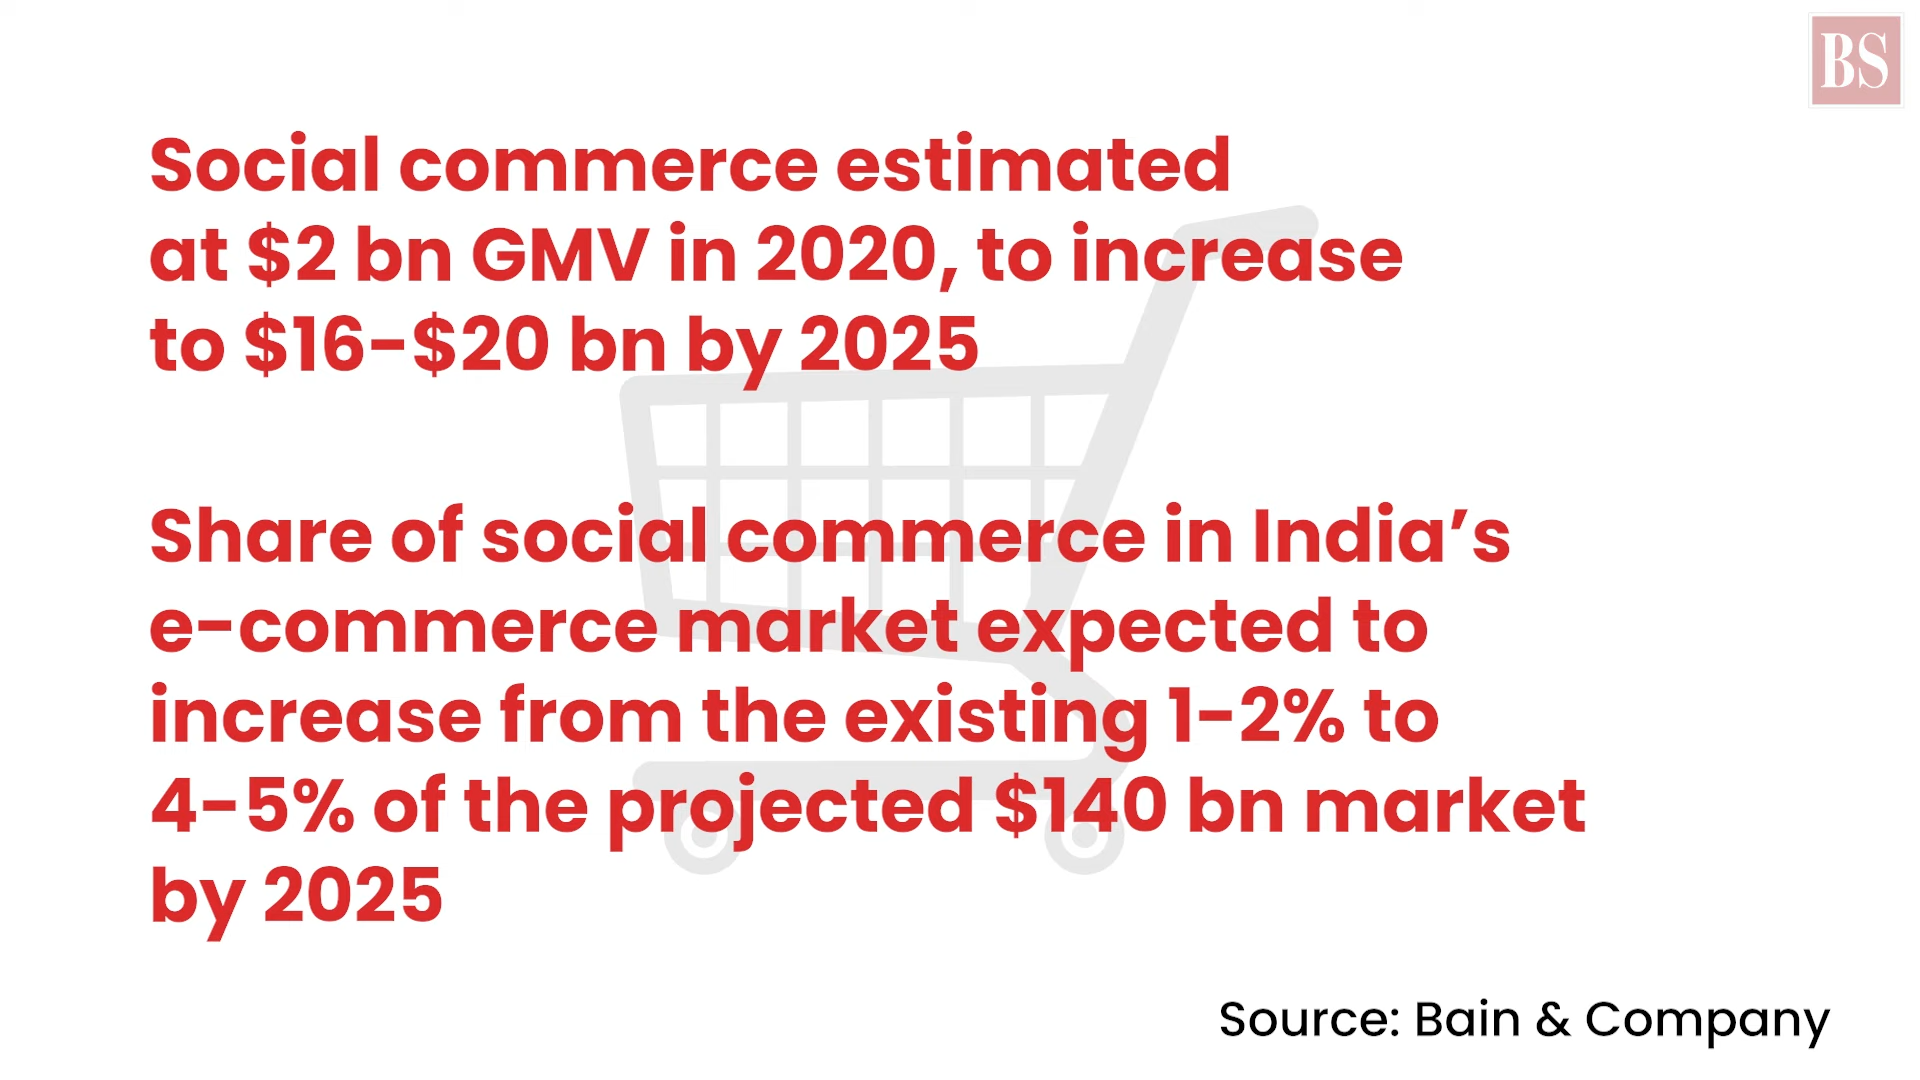 BS
Social commerce estimated
at $2 bn GMV in 2020, to increase
to $16-$20 bn by 2025
Share of social commerce in India’s
e-commerce market expected to
increase from the existing 1-2% to
4-5% of the projected $140 bn market
by 2025
Source: Bain & Company